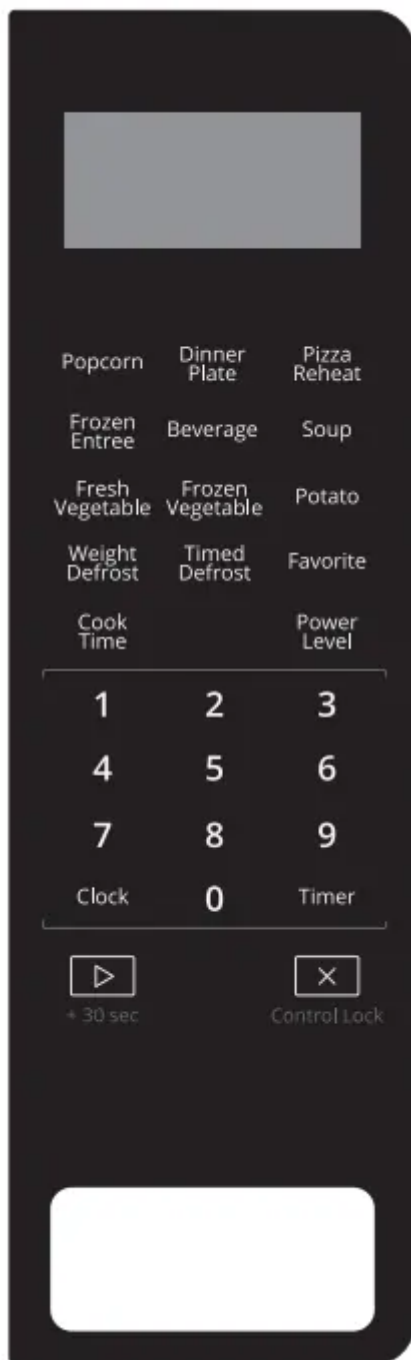 Popcorn Dinner Plate Pizza Reheat
Frozen Entree Beverage Soup
Fresh Vegetable Frozen Vegetable Potato
Weight Defrost Timed Defrost Favorite
Cook Time Power Level
1 2 3
4 5 6
7 8 9
Clock 0 Timer
+ 30 sec Control Lock